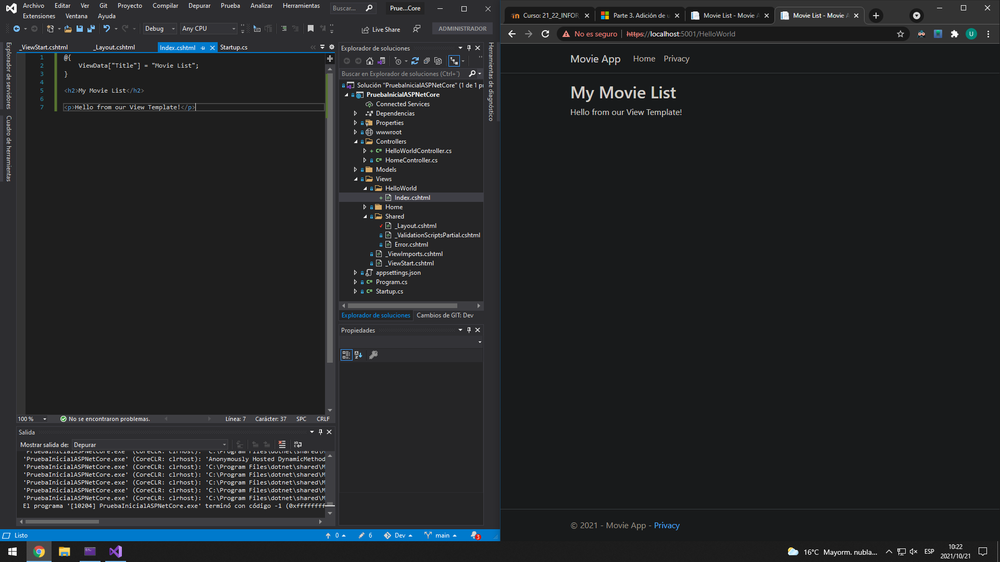 Archivo Editar Ver Git Proyecto Compilar Depurar Prueba Analizar Herramientas Buscar... Prue...Core
Extensiones Ventana Ayuda
Debug Any CPU Live Share ADMINISTRADOR
Explorador de servidores
Cuadro de herramientas
_ViewStart.cshtml _Layout.cshtml Index.cshtml Startup.cs
1 @{
2 ViewData["Title"] = "Movie List";
3 }
4
5 <h2>My Movie List</h2>
6
7 <p>Hello from our View Template!</p>
100 % No se encontraron problemas. Línea: 7 Carácter: 37 SPC CRLF
Salida
Mostrar salida de: Depurar
'PruebaInicialASPNetCore.exe' (CoreCLR: clrhost): 'C:\Program Files\dotnet\shared\M
'PruebaInicialASPNetCore.exe' (CoreCLR: clrhost): 'Anonymously Hosted DynamicMethod
'PruebaInicialASPNetCore.exe' (CoreCLR: clrhost): 'C:\Program Files\dotnet\shared\M
'PruebaInicialASPNetCore.exe' (CoreCLR: clrhost): 'C:\Program Files\dotnet\shared\M
'PruebaInicialASPNetCore.exe' (CoreCLR: clrhost): 'C:\Program Files\dotnet\shared\M
'PruebaInicialASPNetCore.exe' (CoreCLR: clrhost): 'C:\Program Files\dotnet\shared\M
'PruebaInicialASPNetCore.exe' (CoreCLR: clrhost): 'C:\Program Files\dotnet\shared\M
El programa '[10204] PruebaInicialASPNetCore.exe' terminó con código -1 (0xffffffff
Explorador de soluciones
Buscar en Explorador de soluciones (Ctrl+¨)
Solución "PruebaInicialASPNetCore" (1 de 1 pr
PruebaInicialASPNetCore
Connected Services
Dependencias
Properties
wwwroot
Controllers
C# HelloWorldController.cs
C# HomeController.cs
Models
Views
HelloWorld
Index.cshtml
Home
Shared
_Layout.cshtml
_ValidationScriptsPartial.cshtml
Error.cshtml
_ViewImports.cshtml
_ViewStart.cshtml
appsettings.json
C# Program.cs
C# Startup.cs
Explorador de soluciones Cambios de GIT: Dev
Propiedades
Herramientas de diagnóstico
Listo 0 6 Dev main 3
Curso: 21_22_INFOR Parte 3. Adición de u Movie List - Movie A Movie List - Movie A
No es seguro https://localhost:5001/HelloWorld U
Movie App Home Privacy
My Movie List
Hello from our View Template!
© 2021 - Movie App - Privacy
16°C Mayorm. nubla... ESP 10:22
2021/10/21